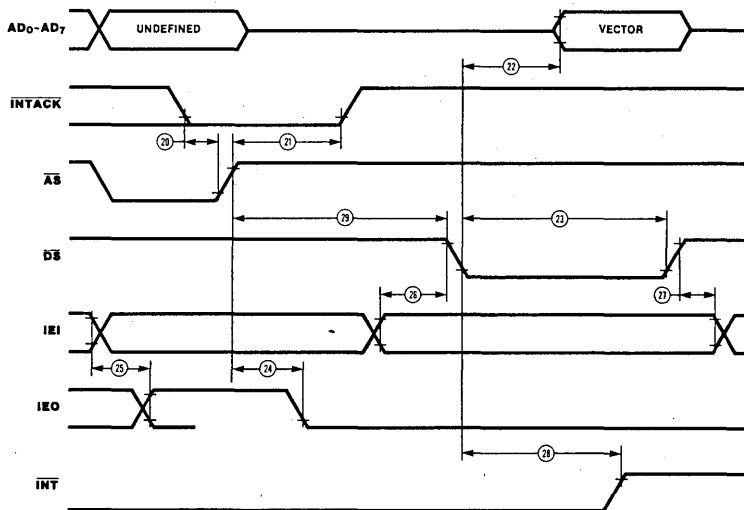 AD₀-AD₇ UNDEFINED VECTOR
22
INTACK
20 21
AS
29 23
DS
26 27
IEI
25 24
IEO
28
INT